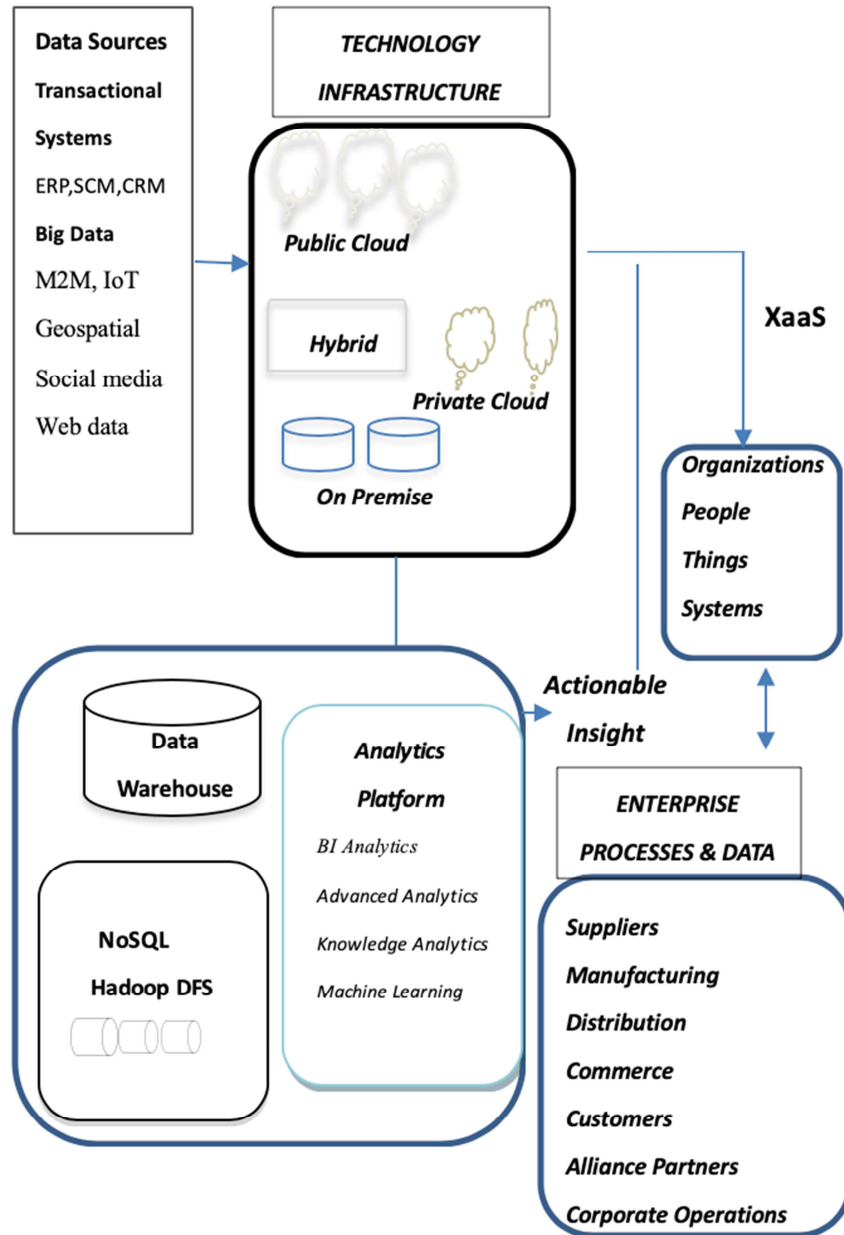 Data Sources
Transactional
Systems
ERP,SCM,CRM
Big Data
M2M, IoT
Geospatial
Social media
Web data
TECHNOLOGY
INFRASTRUCTURE
Public Cloud
Hybrid
Private Cloud
On Premise
XaaS
Organizations
People
Things
Systems
Data
Warehouse
NoSQL
Hadoop DFS
Analytics
Platform
BI Analytics
Advanced Analytics
Knowledge Analytics
Machine Learning
Actionable
Insight
ENTERPRISE
PROCESSES & DATA
Suppliers
Manufacturing
Distribution
Commerce
Customers
Alliance Partners
Corporate Operations